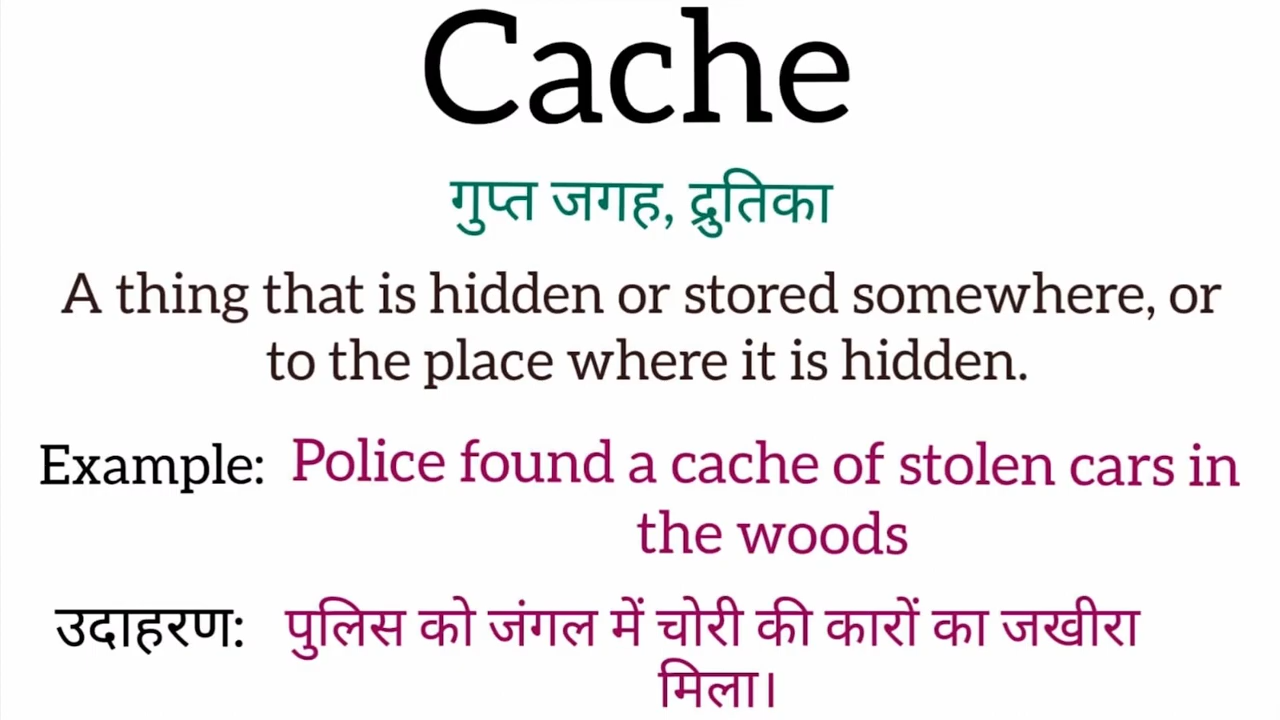 Cache
गुप्त जगह, द्रुतिका
A thing that is hidden or stored somewhere, or
to the place where it is hidden.
Example: Police found a cache of stolen cars in
the woods
उदाहरण: पुलिस को जंगल में चोरी की कारों का जखीरा
मिला।